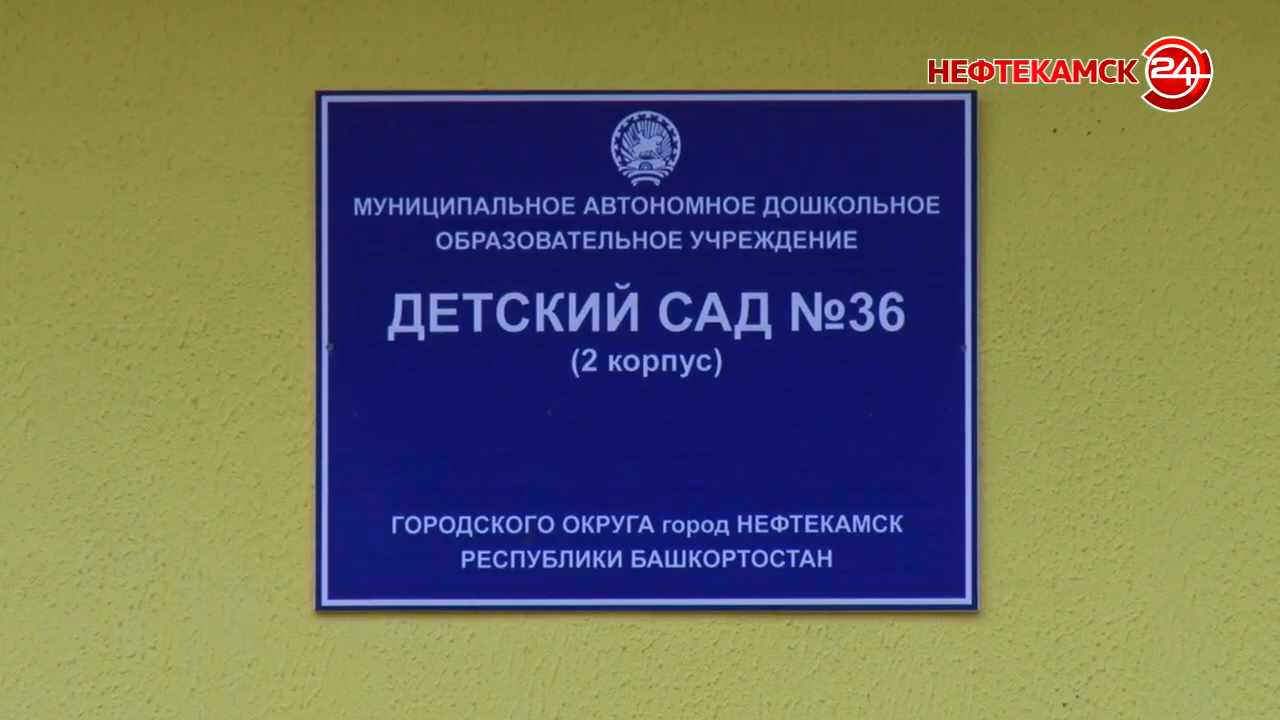 НЕФТЕКАМСК 24
МУНИЦИПАЛЬНОЕ АВТОНОМНОЕ ДОШКОЛЬНОЕ
ОБРАЗОВАТЕЛЬНОЕ УЧРЕЖДЕНИЕ
ДЕТСКИЙ САД №36
(2 корпус)
ГОРОДСКОГО ОКРУГА город НЕФТЕКАМСК
РЕСПУБЛИКИ БАШКОРТОСТАН